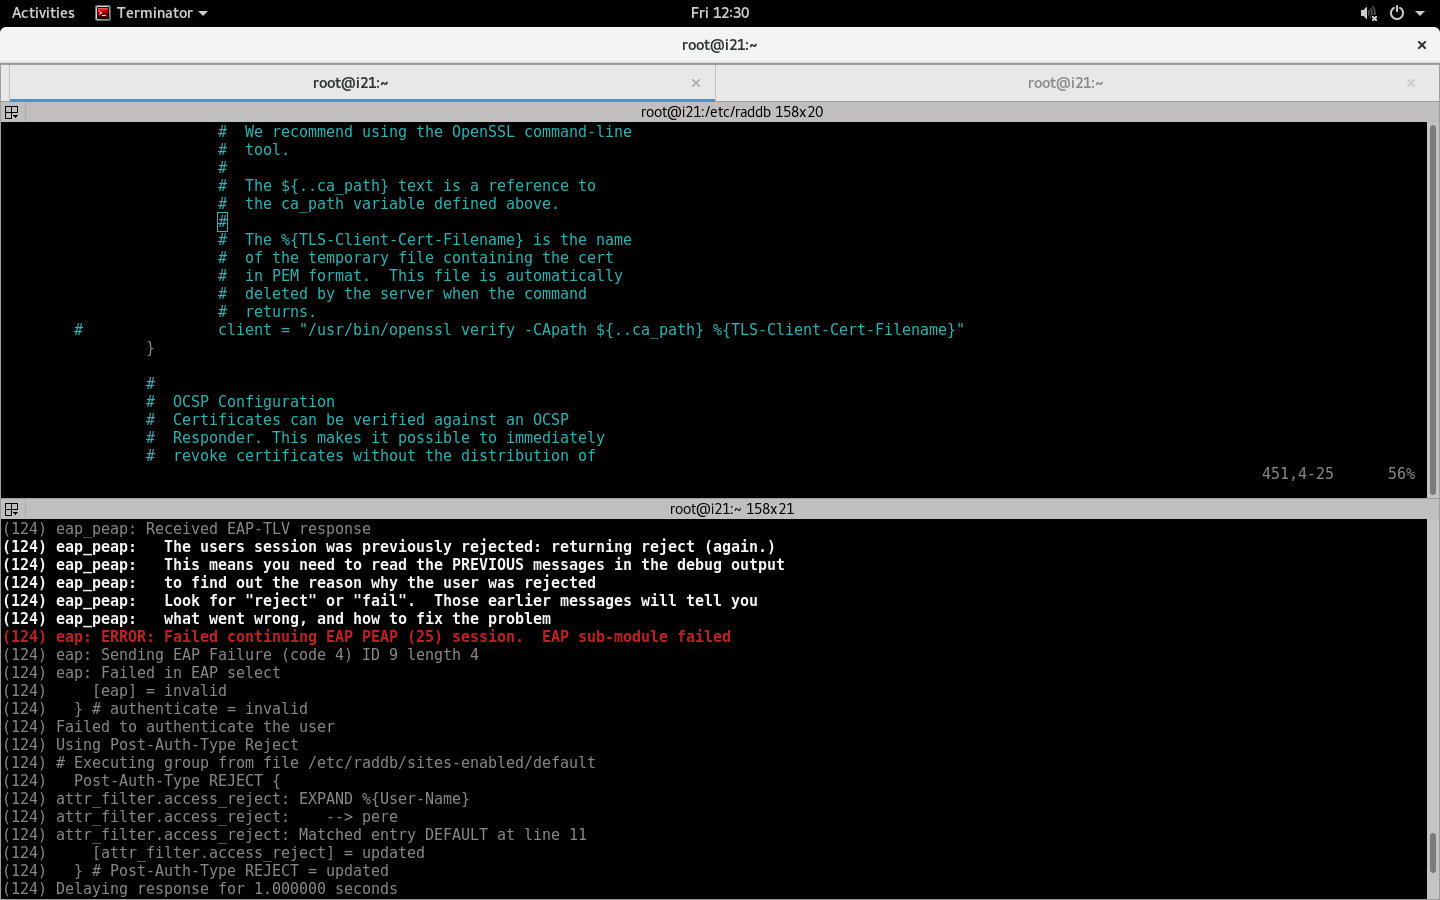 Activities Terminator Fri 12:30
root@i21:~
root@i21:~ root@i21:~
root@i21:/etc/raddb 158x20
# We recommend using the OpenSSL command-line
# tool.
#
# The ${..ca_path} text is a reference to
# the ca_path variable defined above.
#
# The %{TLS-Client-Cert-Filename} is the name
# of the temporary file containing the cert
# in PEM format. This file is automatically
# deleted by the server when the command
# returns.
# client = "/usr/bin/openssl verify -CApath ${..ca_path} %{TLS-Client-Cert-Filename}"
}
#
# OCSP Configuration
# Certificates can be verified against an OCSP
# Responder. This makes it possible to immediately
# revoke certificates without the distribution of
451,4-25 56%
root@i21:~ 158x21
(124) eap_peap: Received EAP-TLV response
(124) eap_peap:   The users session was previously rejected: returning reject (again.)
(124) eap_peap:   This means you need to read the PREVIOUS messages in the debug output
(124) eap_peap:   to find out the reason why the user was rejected
(124) eap_peap:   Look for "reject" or "fail".  Those earlier messages will tell you
(124) eap_peap:   what went wrong, and how to fix the problem
(124) eap: ERROR: Failed continuing EAP PEAP (25) session.  EAP sub-module failed
(124) eap: Sending EAP Failure (code 4) ID 9 length 4
(124) eap: Failed in EAP select
(124)     [eap] = invalid
(124)   } # authenticate = invalid
(124) Failed to authenticate the user
(124) Using Post-Auth-Type Reject
(124) # Executing group from file /etc/raddb/sites-enabled/default
(124)   Post-Auth-Type REJECT {
(124) attr_filter.access_reject: EXPAND %{User-Name}
(124) attr_filter.access_reject:    --> pere
(124) attr_filter.access_reject: Matched entry DEFAULT at line 11
(124)     [attr_filter.access_reject] = updated
(124)   } # Post-Auth-Type REJECT = updated
(124) Delaying response for 1.000000 seconds